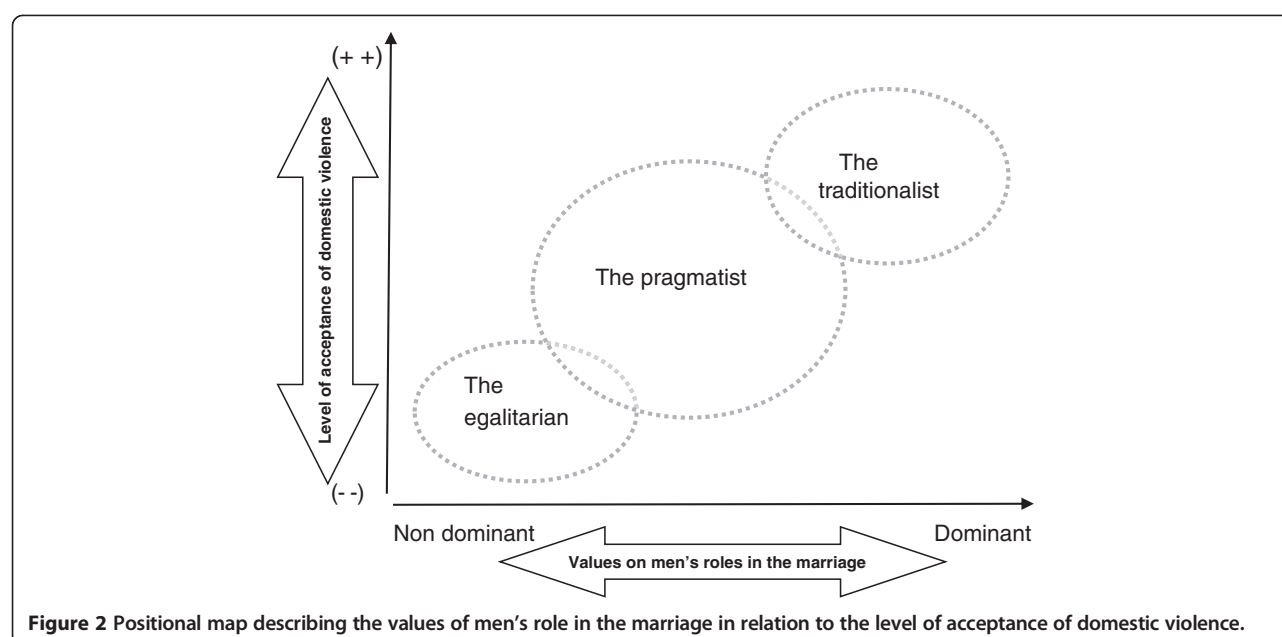 (+ +)
Level of acceptance of domestic violence
The
traditionalist
The pragmatist
The
egalitarian
(- -)
Non dominant
Dominant
Values on men's roles in the marriage
Figure 2 Positional map describing the values of men's role in the marriage in relation to the level of acceptance of domestic violence.